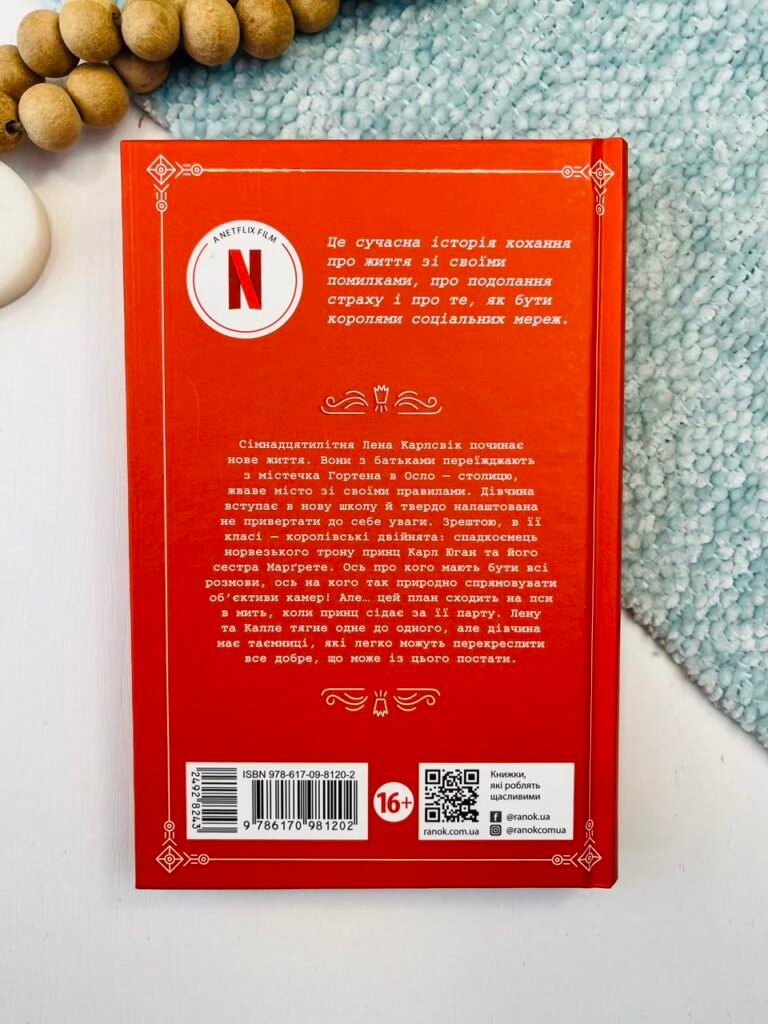 A NETFLIX FILM
N
Це сучасна історія кохання
про життя зі своїми
помилками, про подолання
страху і про те, як бути
королями соціальних мереж.
Сімнадцятилітня Лена Карлсвік починає
нове життя. Вони з батьками переїжджають
з містечка Гортена в Осло — столицю,
жваве місто зі своїми правилами. Дівчина
вступає в нову школу й твердо налаштована
не привертати до себе уваги. Зрештою, в її
класі — королівські двійнята: спадкоємець
норвезького трону принц Карл Юган та його
сестра Марґрете. Ось про кого мають бути всі
розмови, ось на кого так природно спрямовувати
об’єктиви камер! Але… цей план сходить на пси
в мить, коли принц сідає за її парту. Лену
та Калле тягне одне до одного, але дівчина
має таємниці, які легко можуть перекреслити
все добре, що може із цього постати.
2492 8243
ISBN 978-617-09-8120-2
9 786170 981202
16+
ranok.com.ua
Книжки,
які роблять
щасливими
@ranok.ua
@ranokcomua